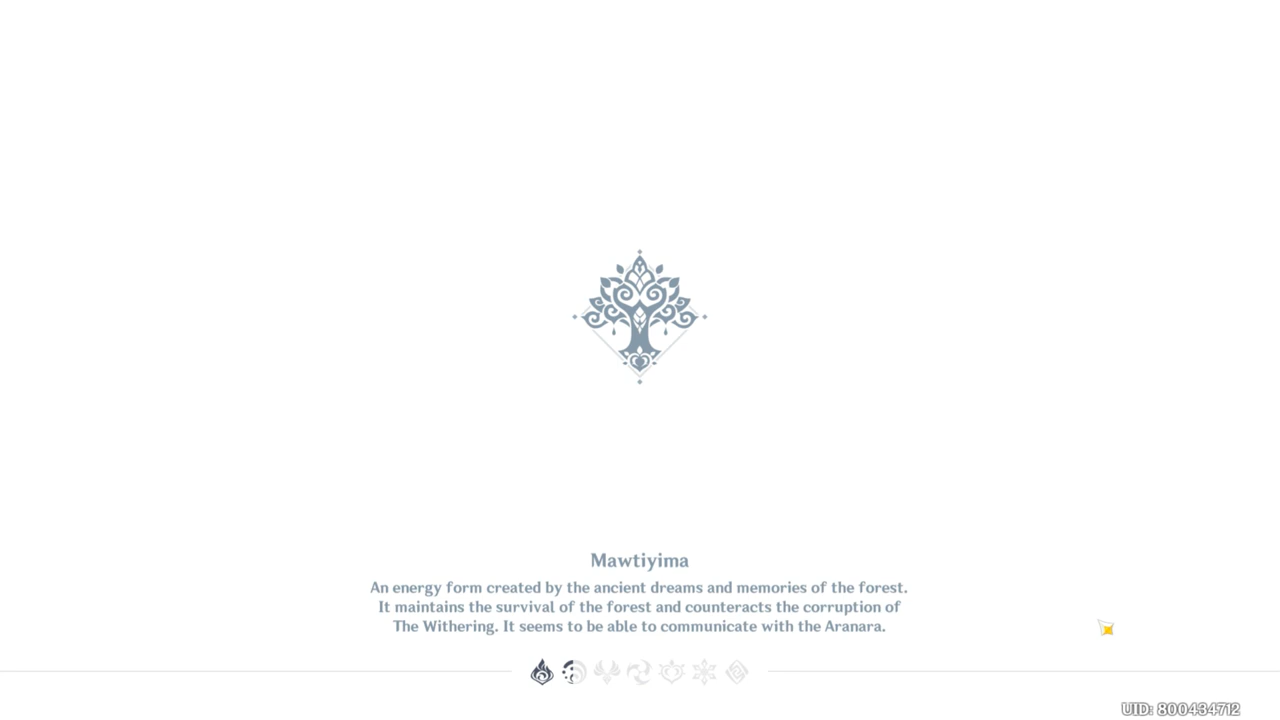 Mawtiyima
An energy form created by the ancient dreams and memories of the forest.
It maintains the survival of the forest and counteracts the corruption of
The Withering. It seems to be able to communicate with the Aranara.
UID: 800434712